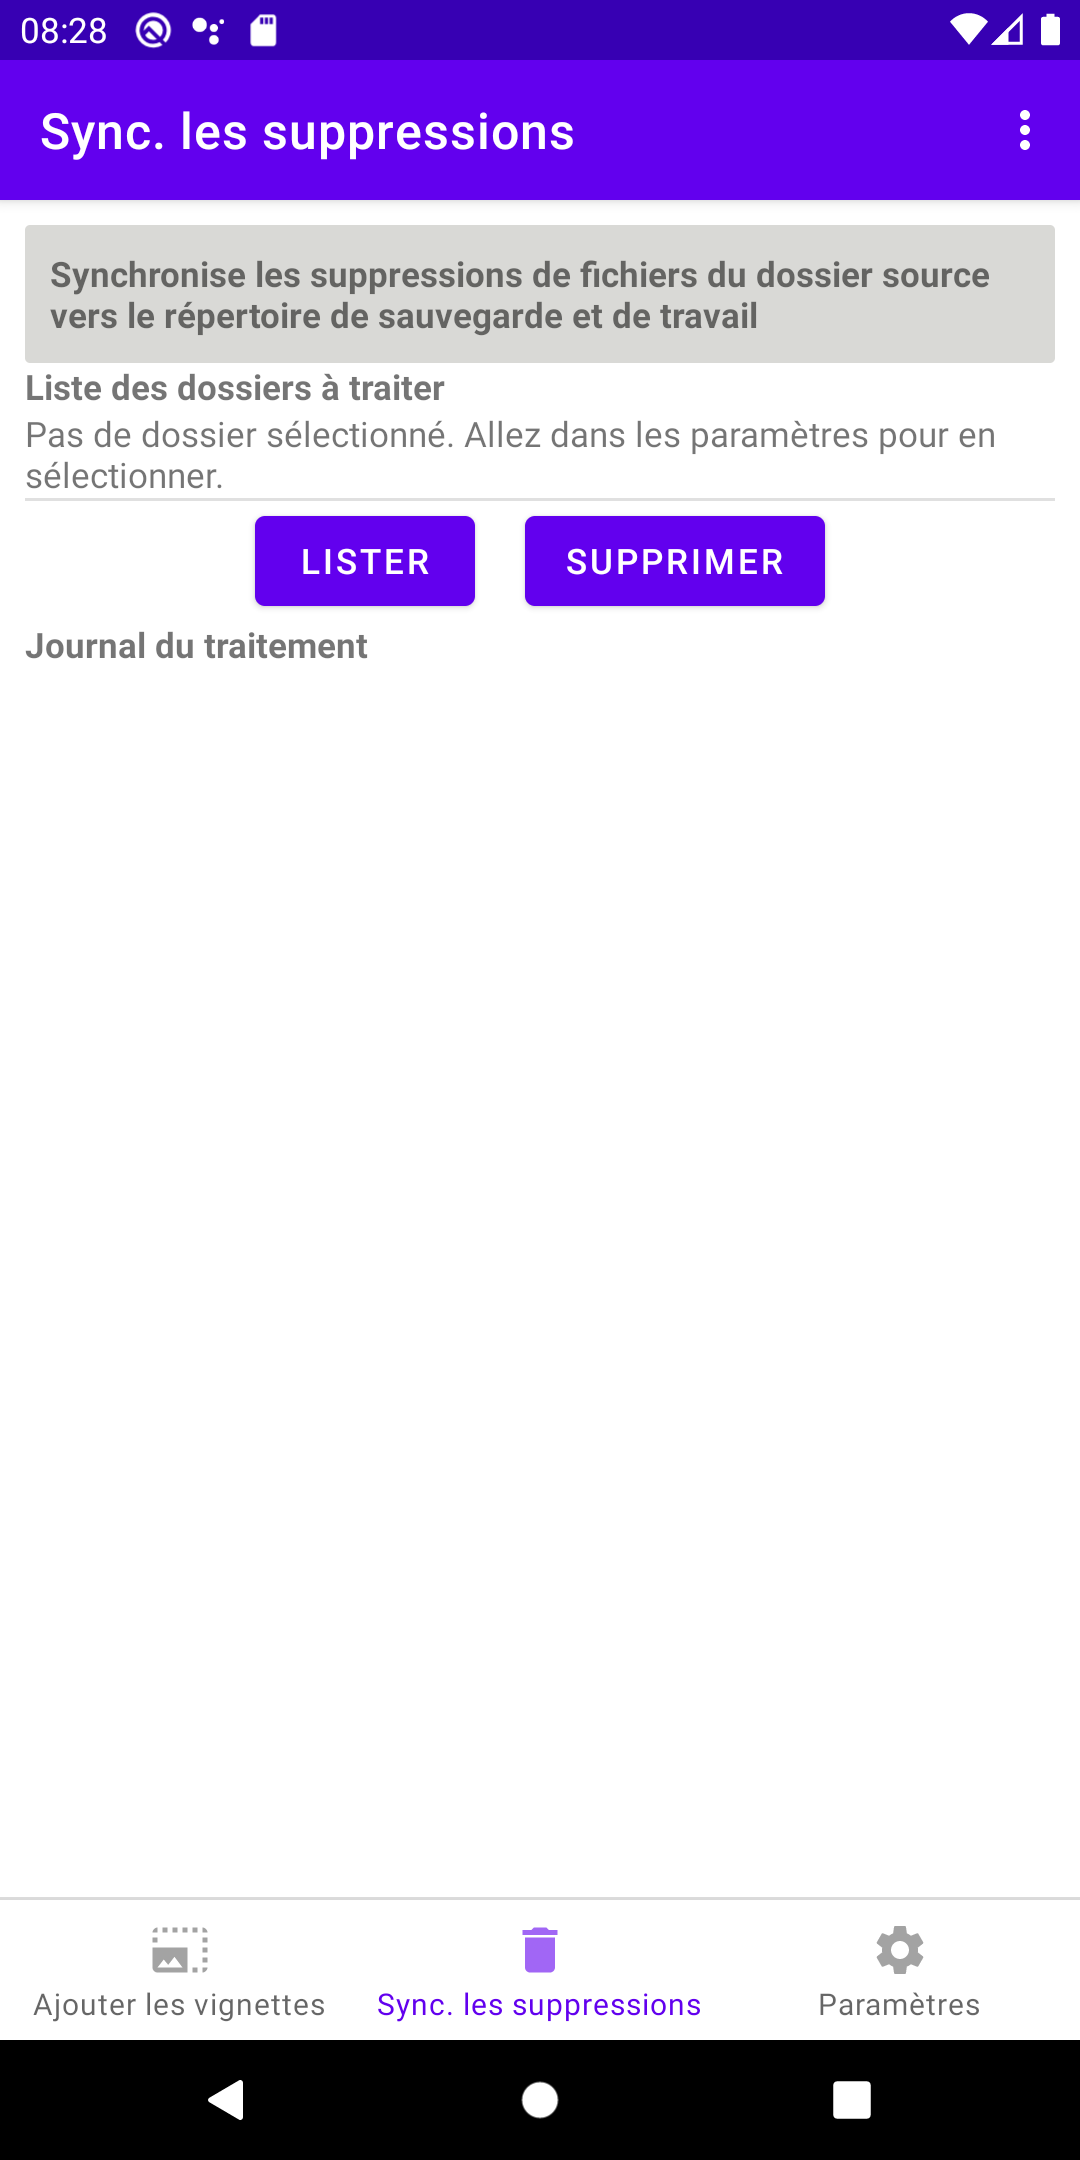 08:28
Sync. les suppressions
Synchronise les suppressions de fichiers du dossier source
vers le répertoire de sauvegarde et de travail
Liste des dossiers à traiter
Pas de dossier sélectionné. Allez dans les paramètres pour en
sélectionner.
LISTER
SUPPRIMER
Journal du traitement
Ajouter les vignettes
Sync. les suppressions
Paramètres